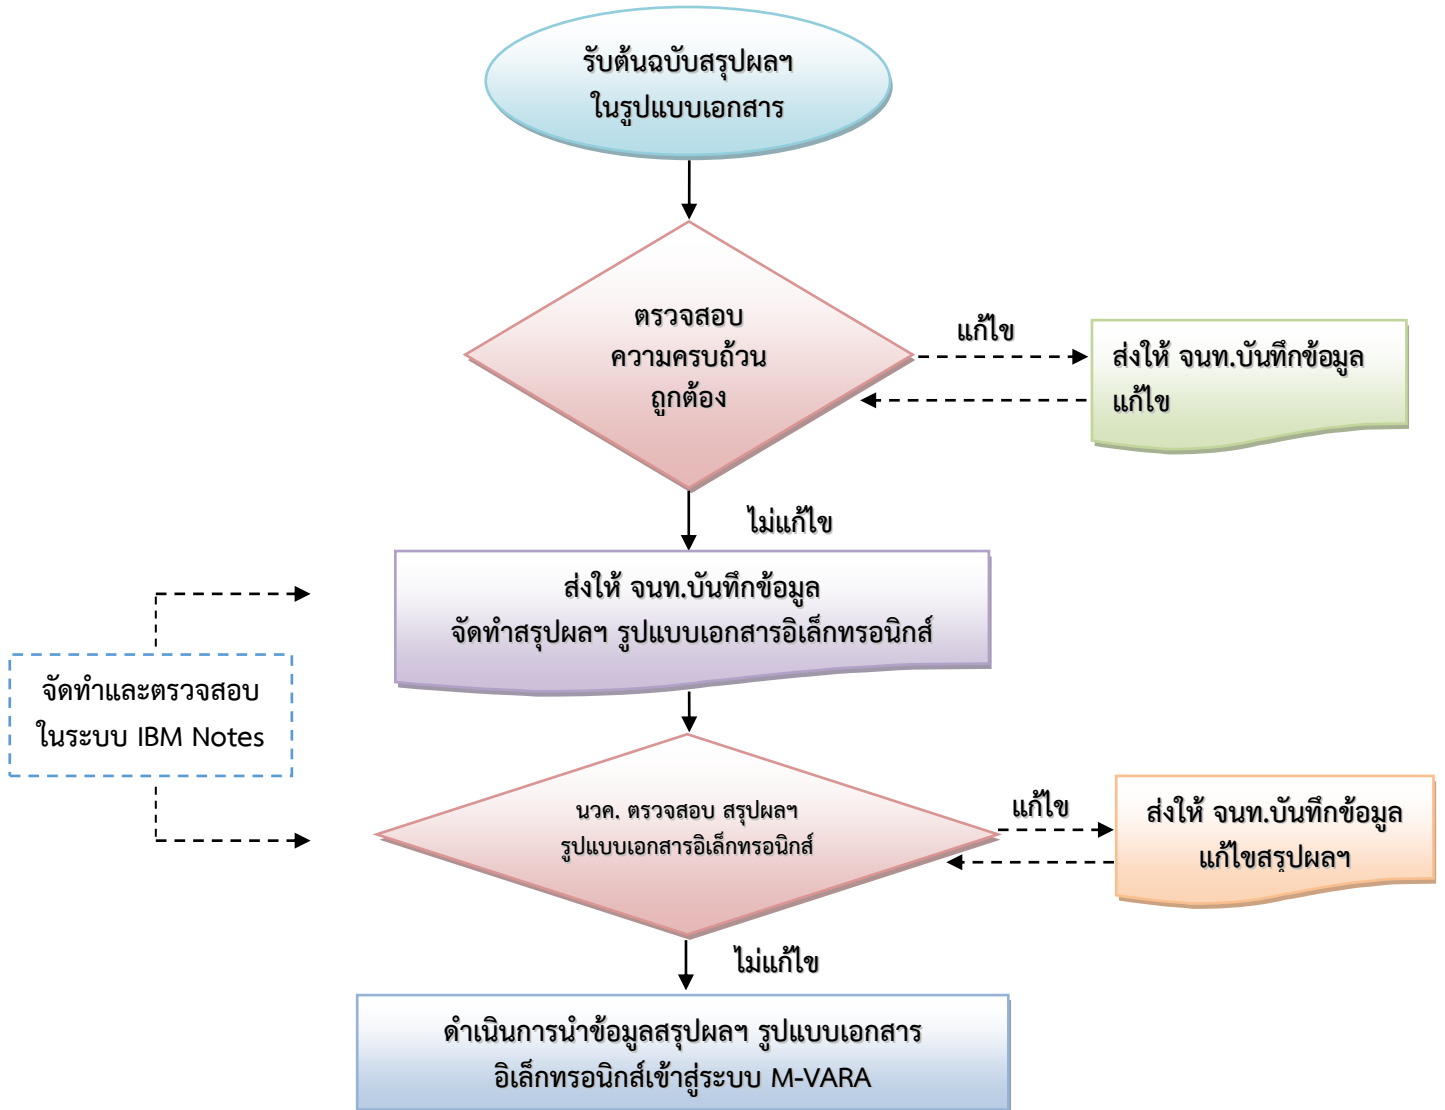 รับต้นฉบับสรุปผลฯ
ในรูปแบบเอกสาร
ตรวจสอบ
ความครบถ้วน
ถูกต้อง
แก้ไข
ส่งให้ จนท.บันทึกข้อมูล
แก้ไข
ไม่แก้ไข
ส่งให้ จนท.บันทึกข้อมูล
จัดทำสรุปผลฯ รูปแบบเอกสารอิเล็กทรอนิกส์
จัดทำและตรวจสอบ
ในระบบ IBM Notes
นวค. ตรวจสอบ สรุปผลฯ
รูปแบบเอกสารอิเล็กทรอนิกส์
แก้ไข
ส่งให้ จนท.บันทึกข้อมูล
แก้ไขสรุปผลฯ
ไม่แก้ไข
ดำเนินการนำข้อมูลสรุปผลฯ รูปแบบเอกสาร
อิเล็กทรอนิกส์เข้าสู่ระบบ M-VARA